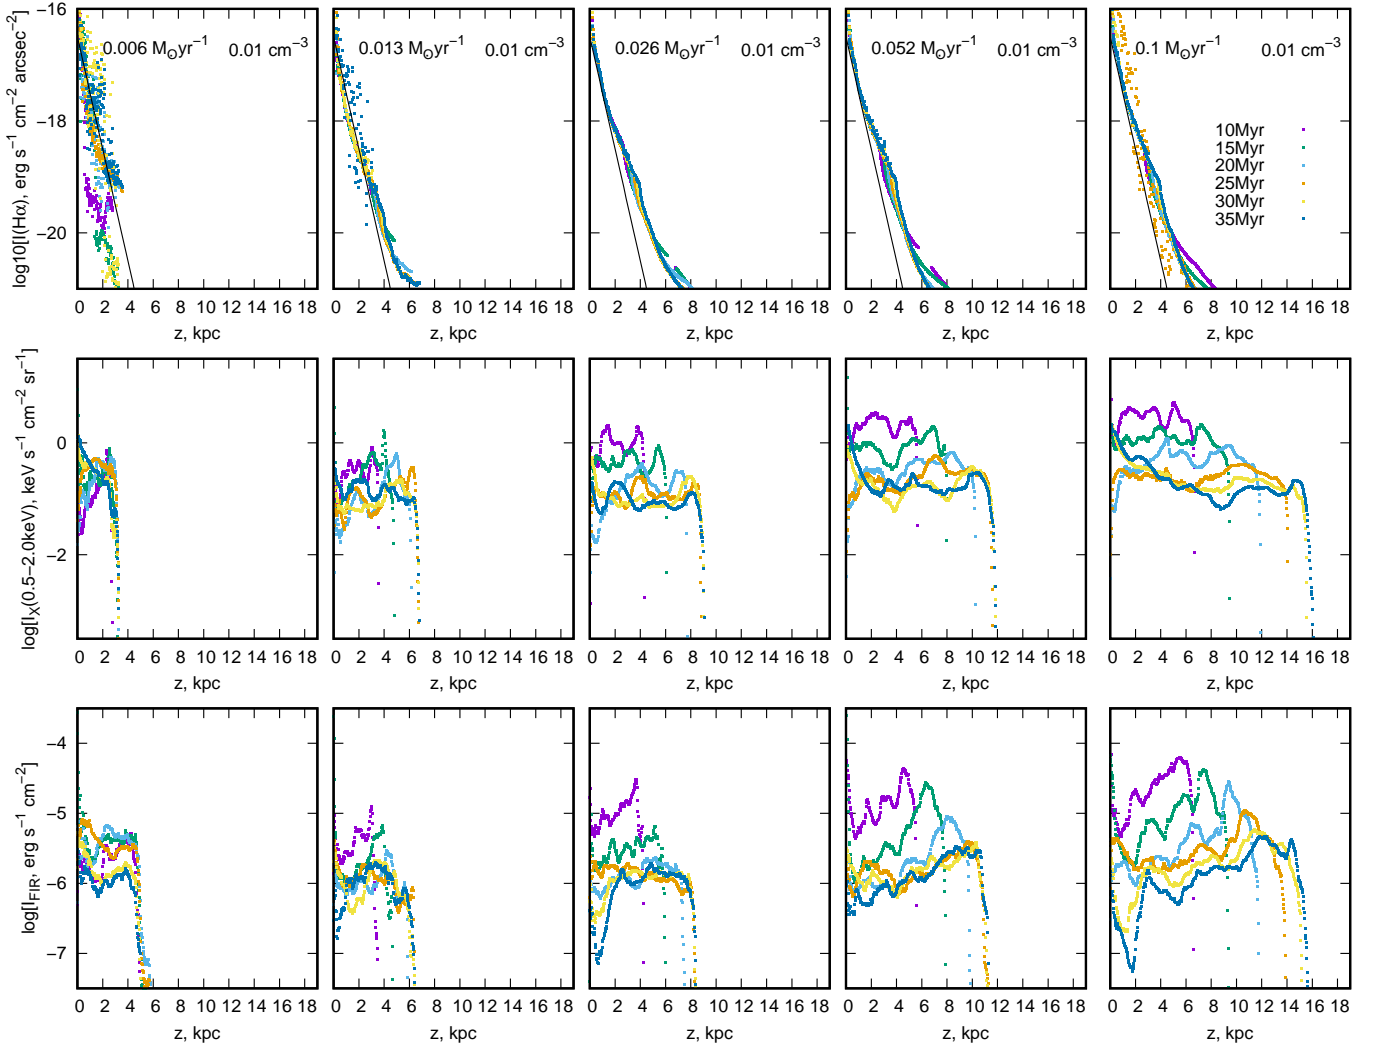 0.006 M⊙yr−1 0.01 cm−3 0.013 M⊙yr−1 0.01 cm−3 0.026 M⊙yr−1 0.01 cm−3 0.052 M⊙yr−1 0.01 cm−3 0.1 M⊙yr−1 0.01 cm−3
log10[I(Hα), erg s−1 cm−2 arcsec−2]
−16
−18
−20
10Myr
15Myr
20Myr
25Myr
30Myr
35Myr
0 2 4 6 8 10 12 14 16 18 0 2 4 6 8 10 12 14 16 18 0 2 4 6 8 10 12 14 16 18 0 2 4 6 8 10 12 14 16 18 0 2 4 6 8 10 12 14 16 18
z, kpc z, kpc z, kpc z, kpc z, kpc
log[IX(0.5−2.0keV), keV s−1 cm−2 sr−1]
0
−2
0 2 4 6 8 10 12 14 16 18 0 2 4 6 8 10 12 14 16 18 0 2 4 6 8 10 12 14 16 18 0 2 4 6 8 10 12 14 16 18 0 2 4 6 8 10 12 14 16 18
z, kpc z, kpc z, kpc z, kpc z, kpc
log[IFIR, erg s−1 cm−2]
−4
−5
−6
−7
0 2 4 6 8 10 12 14 16 18 0 2 4 6 8 10 12 14 16 18 0 2 4 6 8 10 12 14 16 18 0 2 4 6 8 10 12 14 16 18 0 2 4 6 8 10 12 14 16 18
z, kpc z, kpc z, kpc z, kpc z, kpc